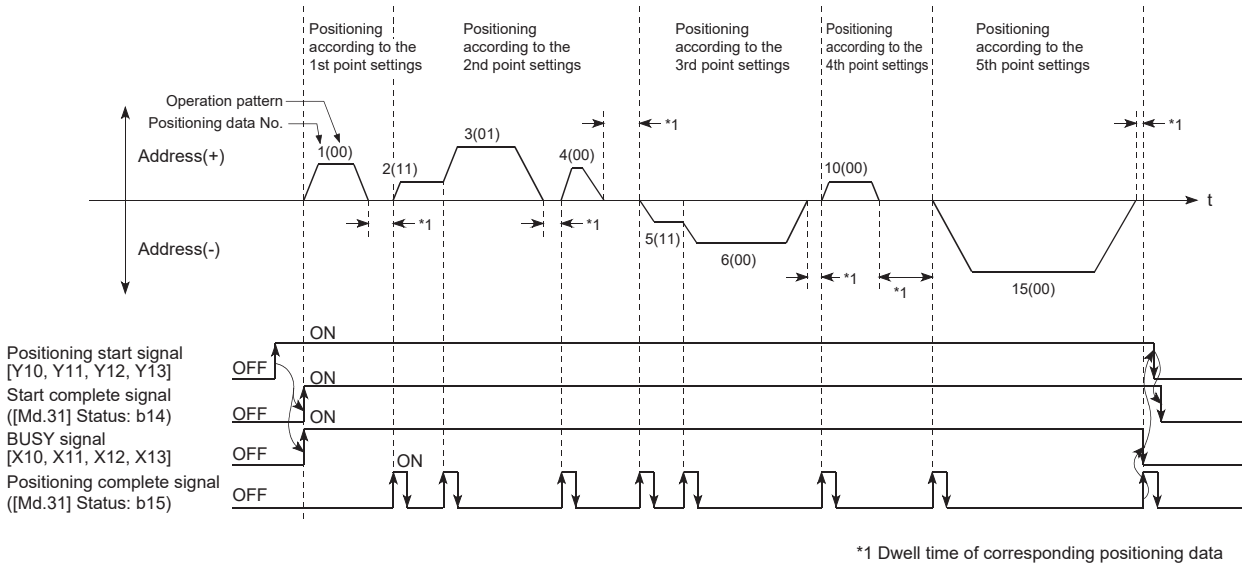 Positioning
according to the
1st point settings
Positioning
according to the
2nd point settings
Positioning
according to the
3rd point settings
Positioning
according to the
4th point settings
Positioning
according to the
5th point settings
Operation pattern
Positioning data No.
Address(+)
Address(-)
1(00)
2(11)
3(01)
4(00)
5(11)
6(00)
10(00)
15(00)
*1
*1
*1
*1
*1
*1
t
Positioning start signal
[Y10, Y11, Y12, Y13]
OFF
ON
Start complete signal
([Md.31] Status: b14)
OFF
ON
BUSY signal
[X10, X11, X12, X13]
OFF
ON
Positioning complete signal
([Md.31] Status: b15)
OFF
ON
*1 Dwell time of corresponding positioning data